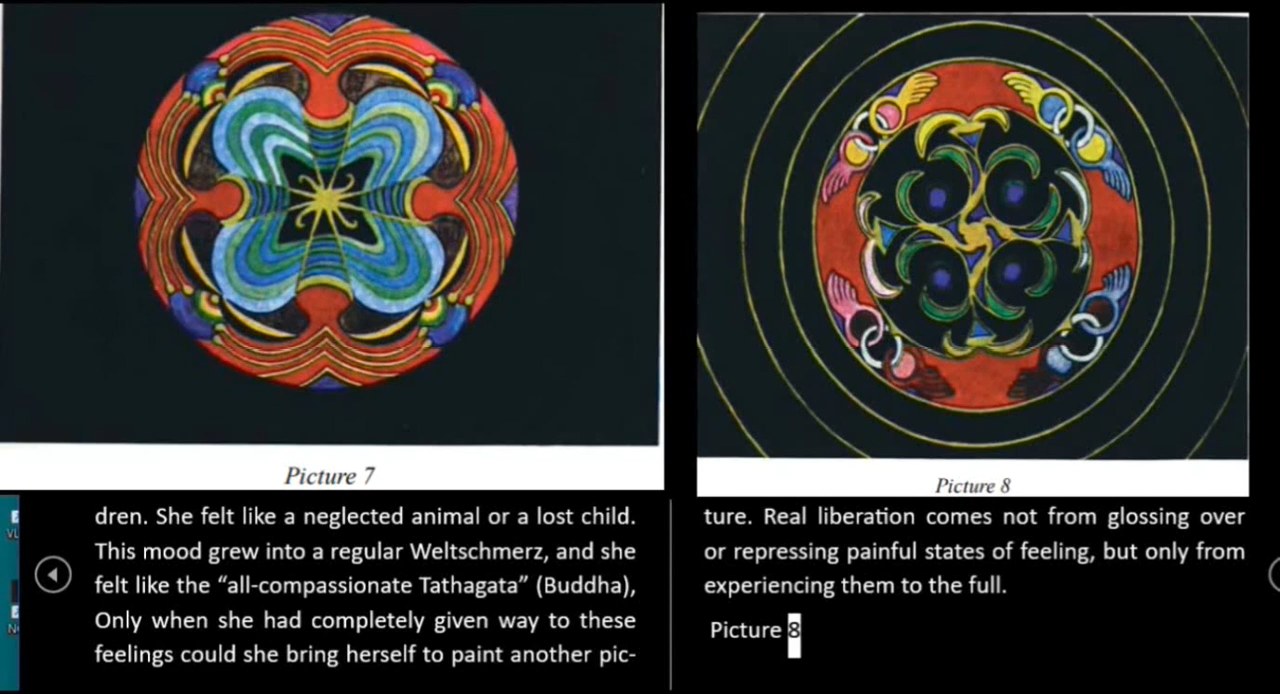 Picture 7
dren. She felt like a neglected animal or a lost child.
This mood grew into a regular Weltschmerz, and she
felt like the “all-compassionate Tathagata” (Buddha),
Only when she had completely given way to these
feelings could she bring herself to paint another pic-
Picture 8
ture. Real liberation comes not from glossing over
or repressing painful states of feeling, but only from
experiencing them to the full.
Picture 8